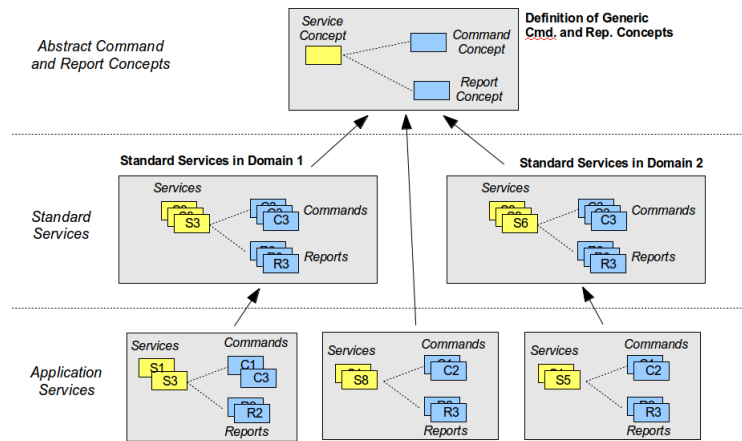 Service
Concept
Command
Concept
Report
Concept
Definition of Generic
Cmd. and Rep. Concepts
Abstract Command
and Report Concepts
Standard Services in Domain 1
Standard Services in Domain 2
Services
S3
C3
Commands
R3
Reports
Services
S6
C3
Commands
R3
Reports
Standard
Services
Services
S1
S3
Commands
C1
C3
R2
Reports
Services
S8
Commands
C2
R3
Reports
Services
S5
Commands
C2
R3
Reports
Application
Services